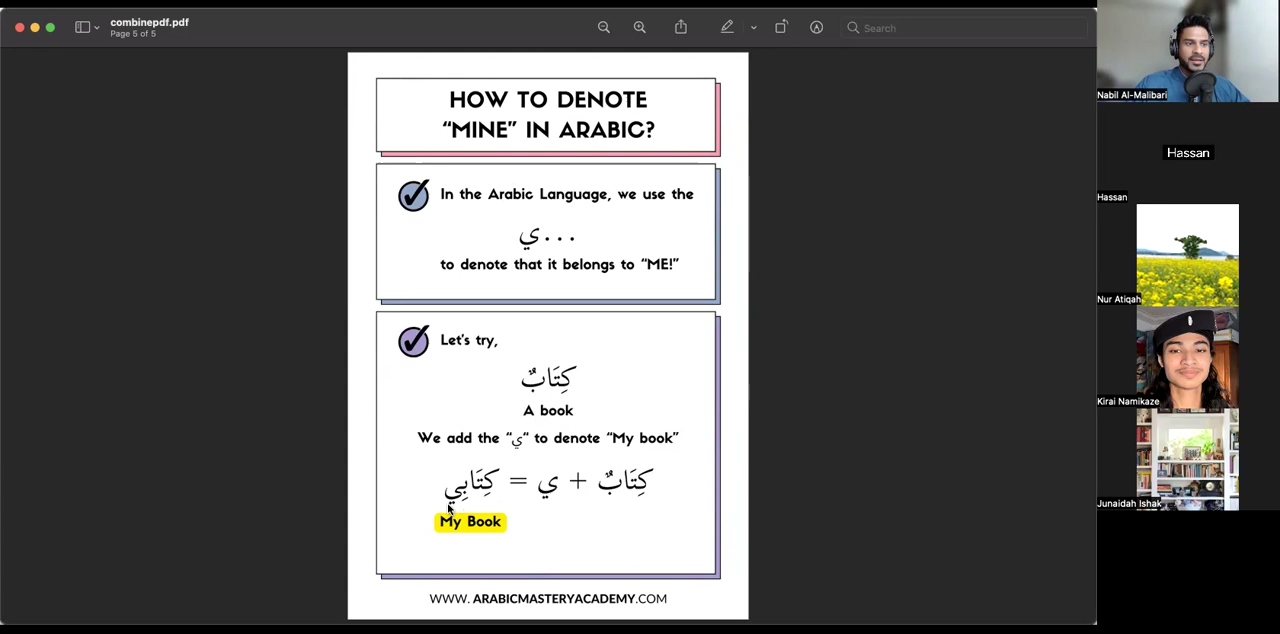 combinepdf.pdf
Page 5 of 5
Search
HOW TO DENOTE
“MINE” IN ARABIC?
In the Arabic Language, we use the
ي...
to denote that it belongs to “ME!”
Let's try,
كِتَابٌ
A book
We add the “ي“ to denote “My book”
كِتَابٌ + ي = كِتَابِي
My Book
WWW. ARABICMASTERYACADEMY.COM
Nabil Al-Malibari
Hassan
Hassan
Nur Atiqah
Kirai Namikaze
Junaidah Ishak